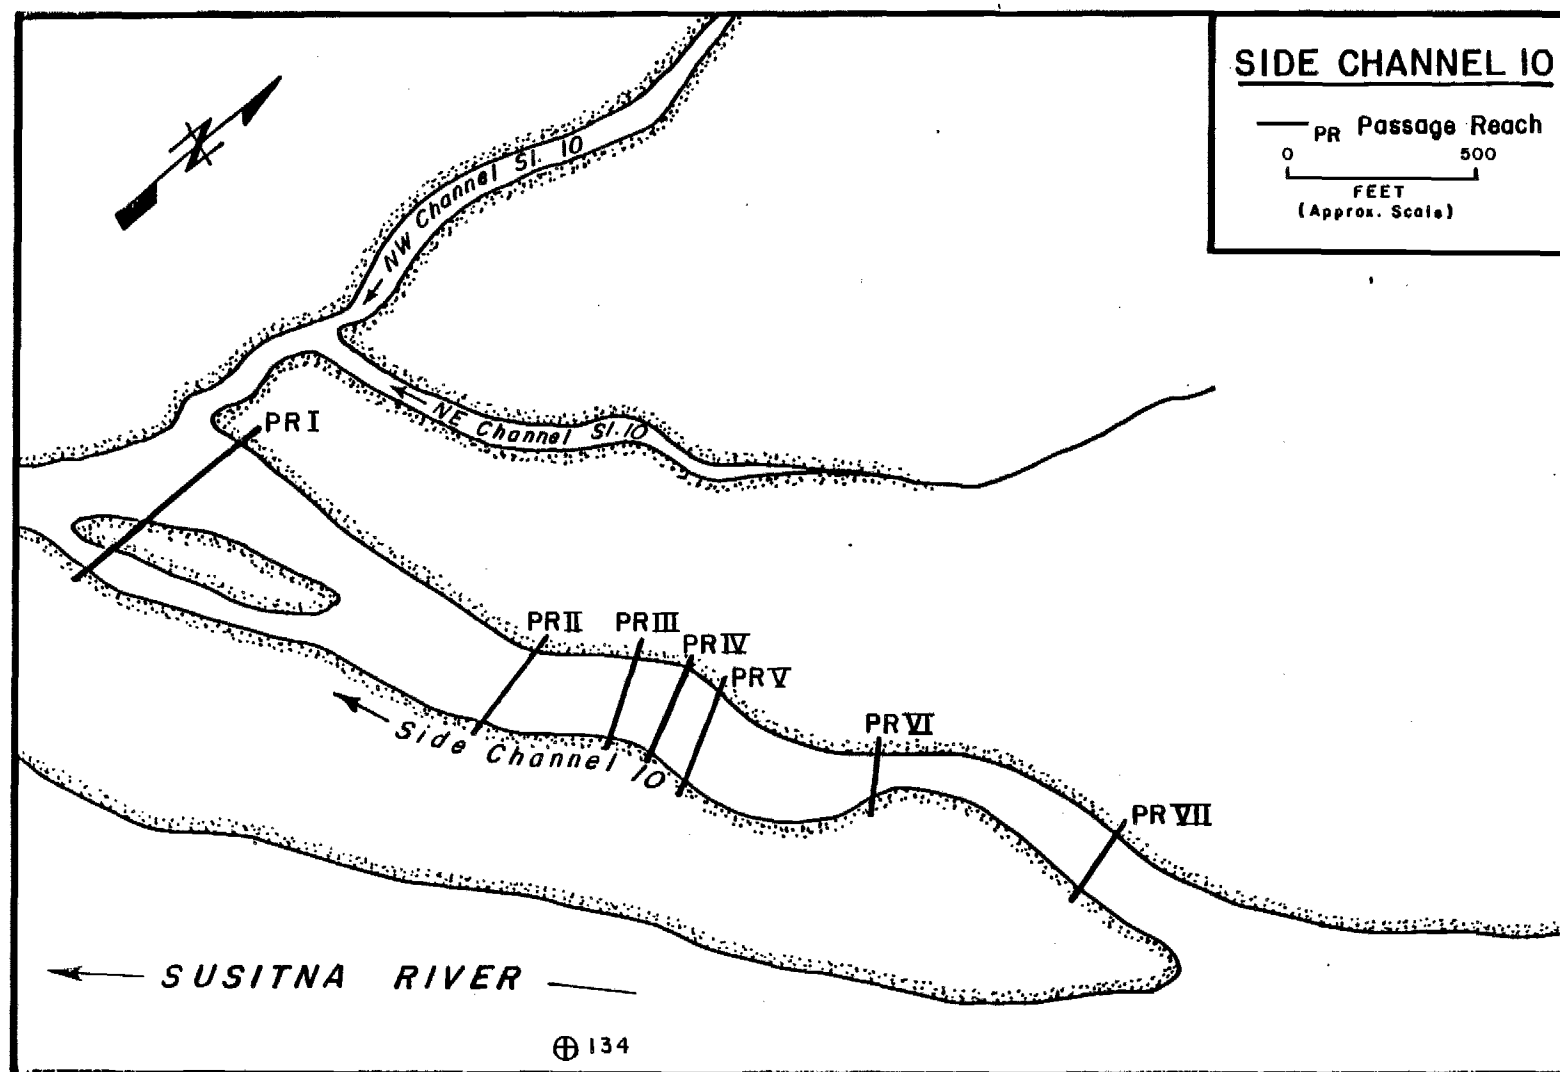 SIDE CHANNEL 10
PR Passage Reach
0 500
FEET
(Approx. Scale)
N
NW Channel Sl. 10
NE Channel Sl. 10
PR I
PR II
PR III
PR IV
PR V
PR VI
PR VII
Side Channel 10
SUSITNA RIVER
134